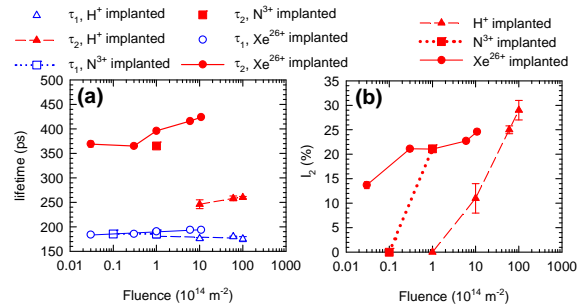 τ1, H+ implanted
τ2, H+ implanted
τ1, N3+ implanted
τ2, N3+ implanted
τ1, Xe26+ implanted
τ2, Xe26+ implanted
H+ implanted
N3+ implanted
Xe26+ implanted
(a)
lifetime (ps)
500
450
400
350
300
250
200
150
0.01 0.1 1 10 100 1000
Fluence (10^14 m^-2)
(b)
I2 (%)
35
30
25
20
15
10
5
0
0.01 0.1 1 10 100 1000
Fluence (10^14 m^-2)